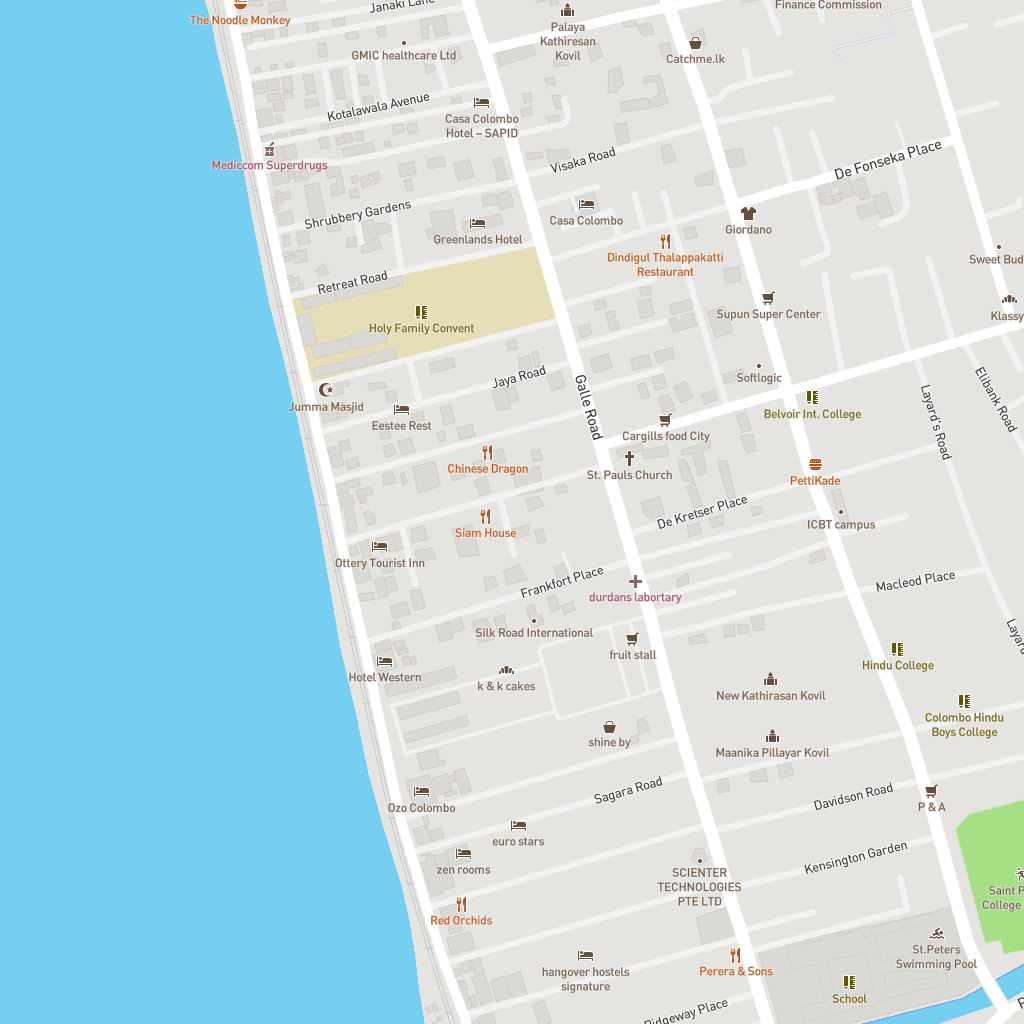 Janaki Lane
Finance Commission
The Noodle Monkey
Palaya
Kathiresan
Kovil
GMIC healthcare Ltd
Catchme.lk
Kotalawala Avenue
Casa Colombo
Hotel – SAPID
Mediccom Superdrugs
Visaka Road
De Fonseka Place
Shrubbery Gardens
Casa Colombo
Giordano
Greenlands Hotel
Dindigul Thalappakatti
Restaurant
Sweet Bud
Retreat Road
Supun Super Center
Klassy
Holy Family Convent
Jaya Road
Softlogic
Galle Road
Elibank Road
Layard's Road
Jumma Masjid
Eestee Rest
Belvoir Int. College
Cargills food City
Chinese Dragon
St. Pauls Church
PettiKade
De Kretser Place
ICBT campus
Siam House
Ottery Tourist Inn
Frankfort Place
Macleod Place
durdans labortary
Silk Road International
Layard
fruit stall
Hindu College
Hotel Western
k & k cakes
New Kathirasan Kovil
Colombo Hindu
Boys College
shine by
Maanika Pillayar Kovil
Sagara Road
Davidson Road
Ozo Colombo
P & A
euro stars
Kensington Garden
zen rooms
SCIENTER
TECHNOLOGIES
PTE LTD
Saint P
College
Red Orchids
St.Peters
Swimming Pool
hangover hostels
signature
Perera & Sons
School
Ridgeway Place